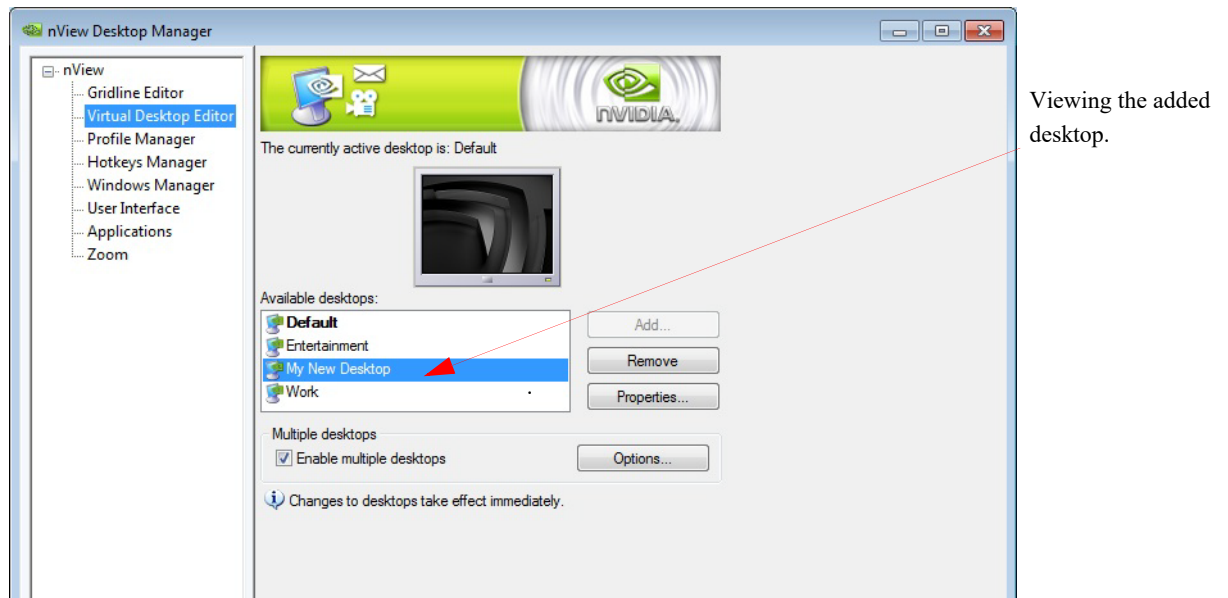 nView Desktop Manager
nView
Gridline Editor
Virtual Desktop Editor
Profile Manager
Hotkeys Manager
Windows Manager
User Interface
Applications
Zoom
NVIDIA.
The currently active desktop is: Default
Available desktops:
Default
Entertainment
My New Desktop
Work
Add...
Remove
Properties...
Multiple desktops
Enable multiple desktops
Options...
Changes to desktops take effect immediately.
Viewing the added
desktop.